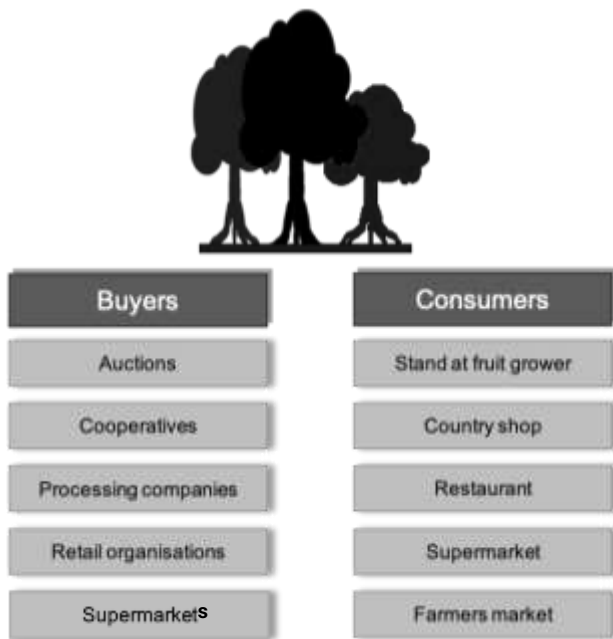 Buyers
Auctions
Cooperatives
Processing companies
Retail organisations
Supermarkets
Consumers
Stand at fruit grower
Country shop
Restaurant
Supermarket
Farmers market